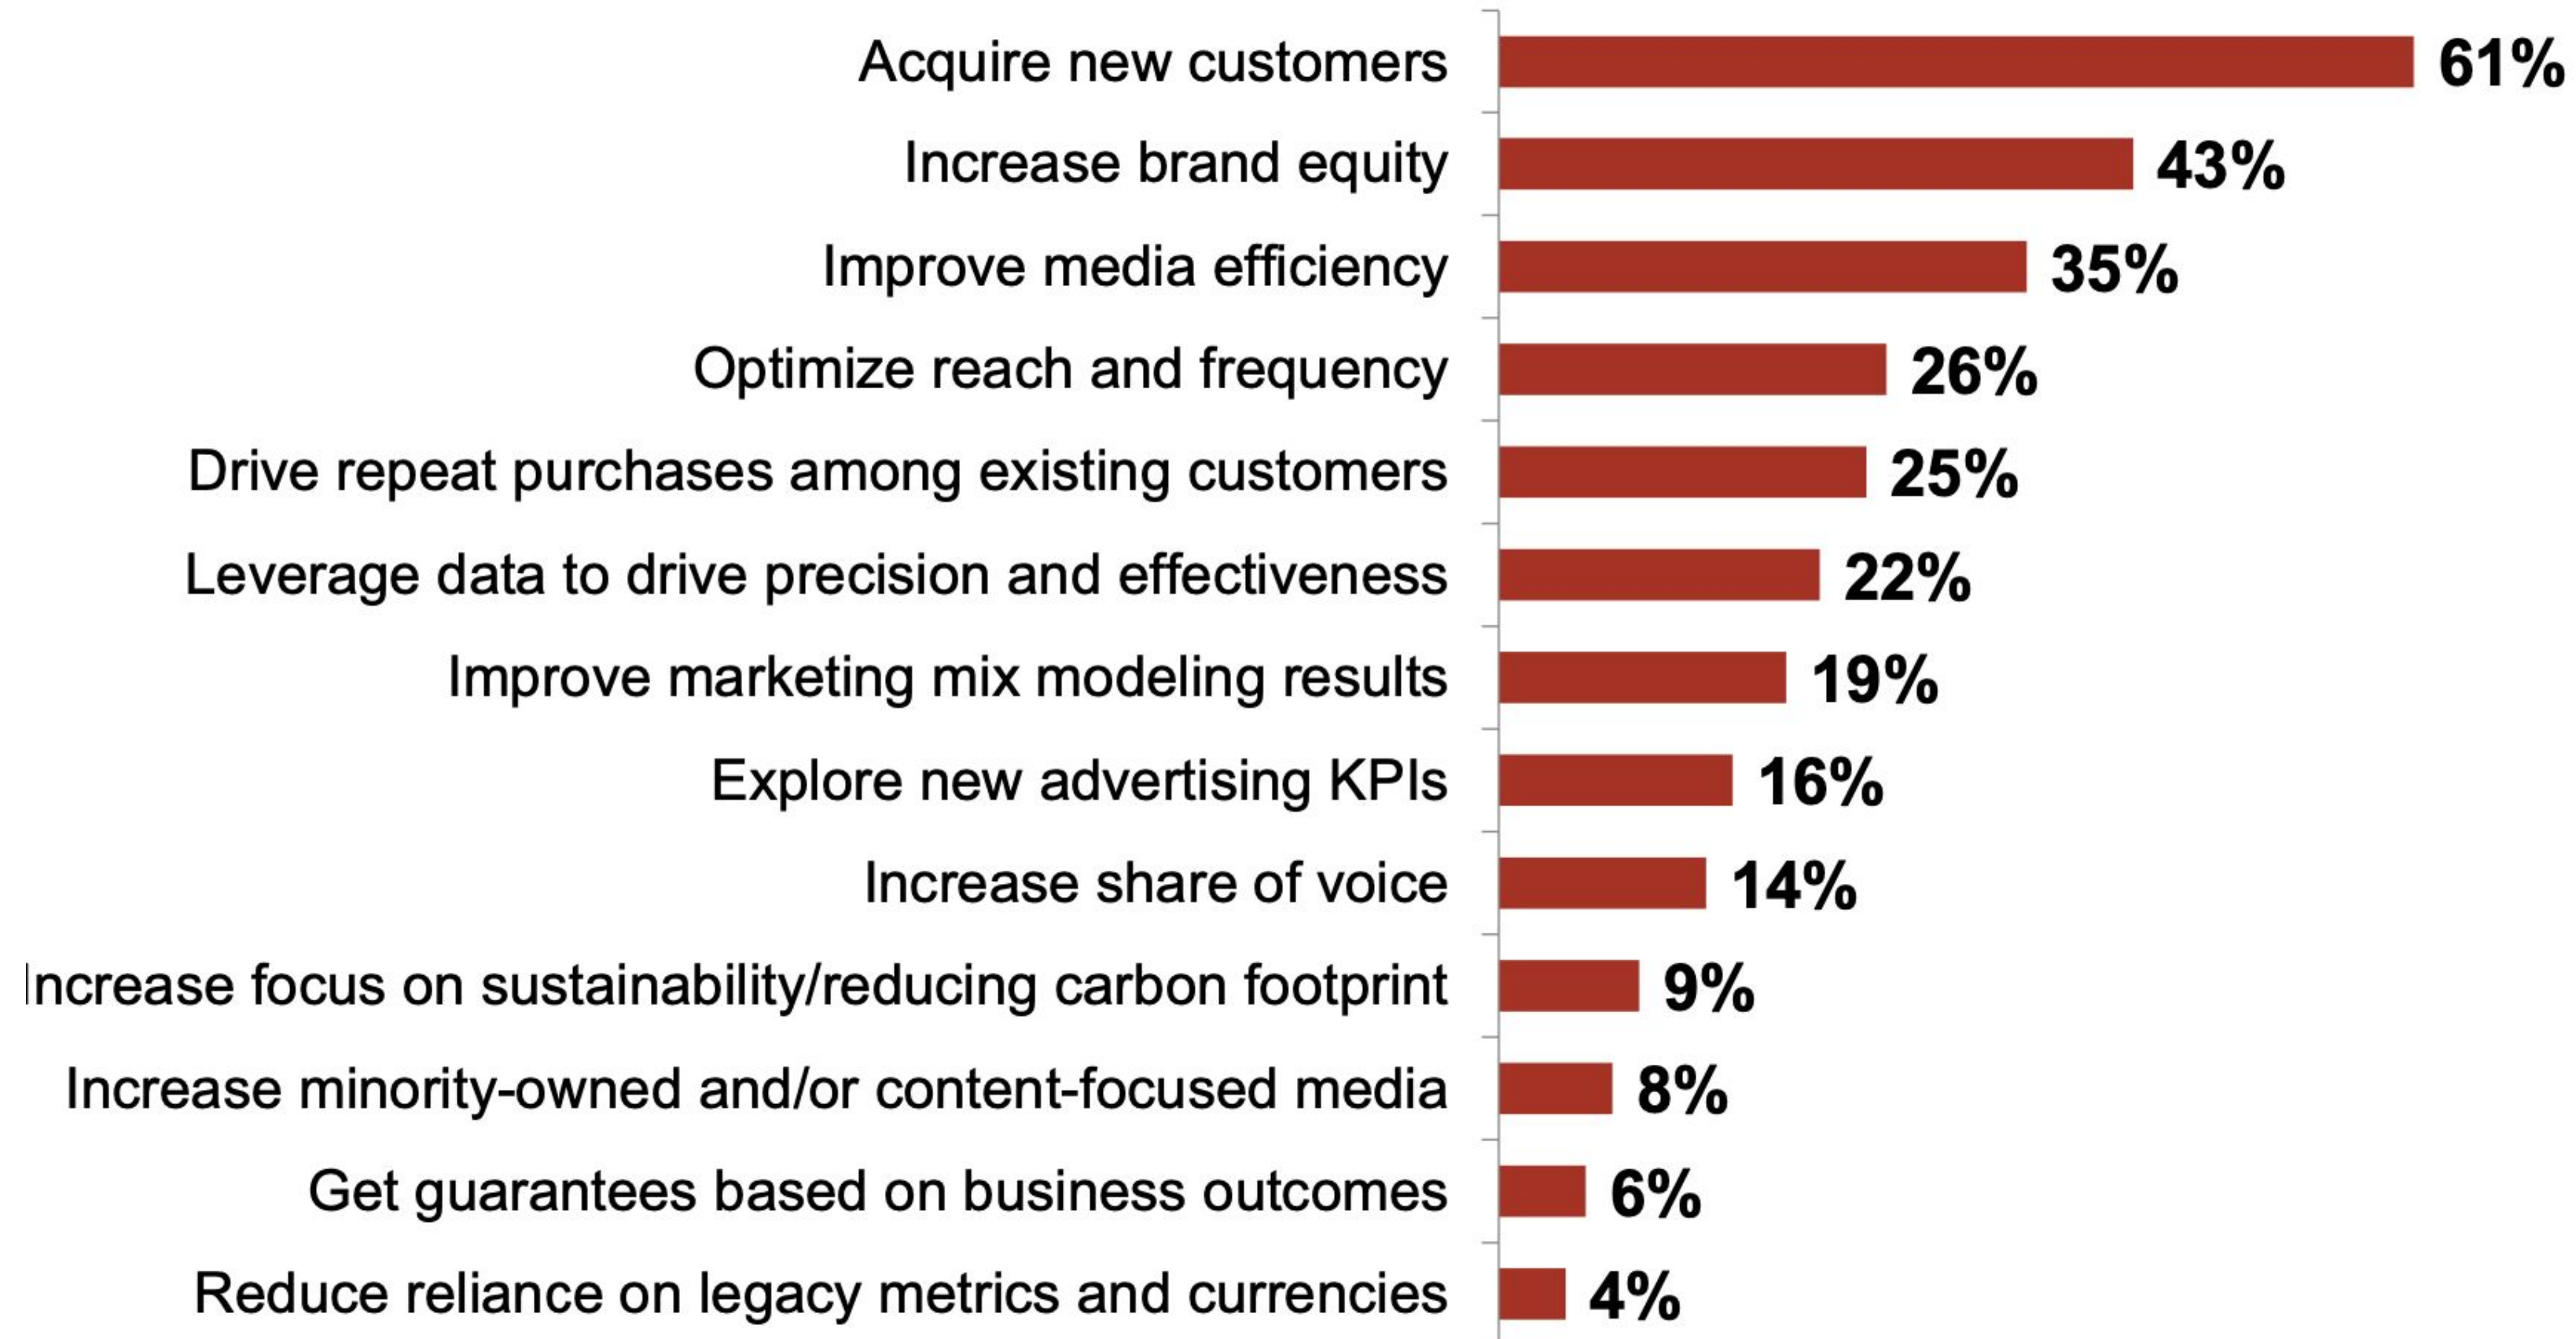 Acquire new customers 61%
Increase brand equity 43%
Improve media efficiency 35%
Optimize reach and frequency 26%
Drive repeat purchases among existing customers 25%
Leverage data to drive precision and effectiveness 22%
Improve marketing mix modeling results 19%
Explore new advertising KPIs 16%
Increase share of voice 14%
Increase focus on sustainability/reducing carbon footprint 9%
Increase minority-owned and/or content-focused media 8%
Get guarantees based on business outcomes 6%
Reduce reliance on legacy metrics and currencies 4%